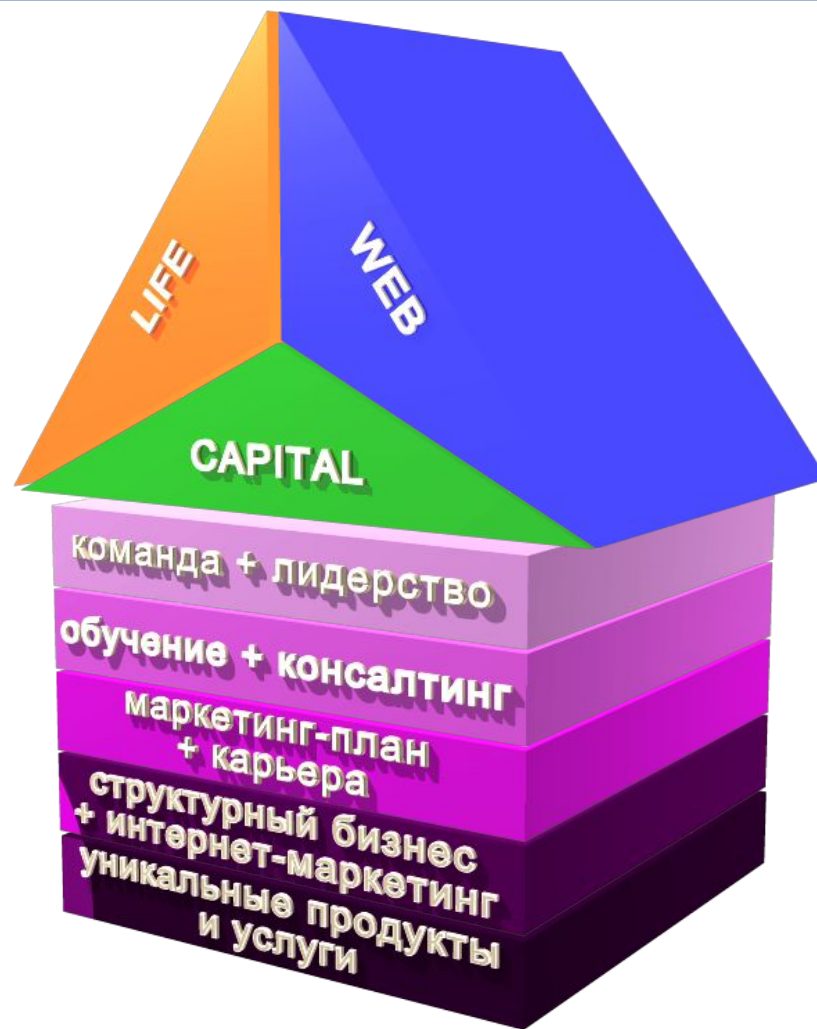 LIFE
WEB
CAPITAL
команда + лидерство
обучение + консалтинг
маркетинг-план
+ карьера
структурный бизнес
+ интернет-маркетинг
уникальные продукты
и услуги